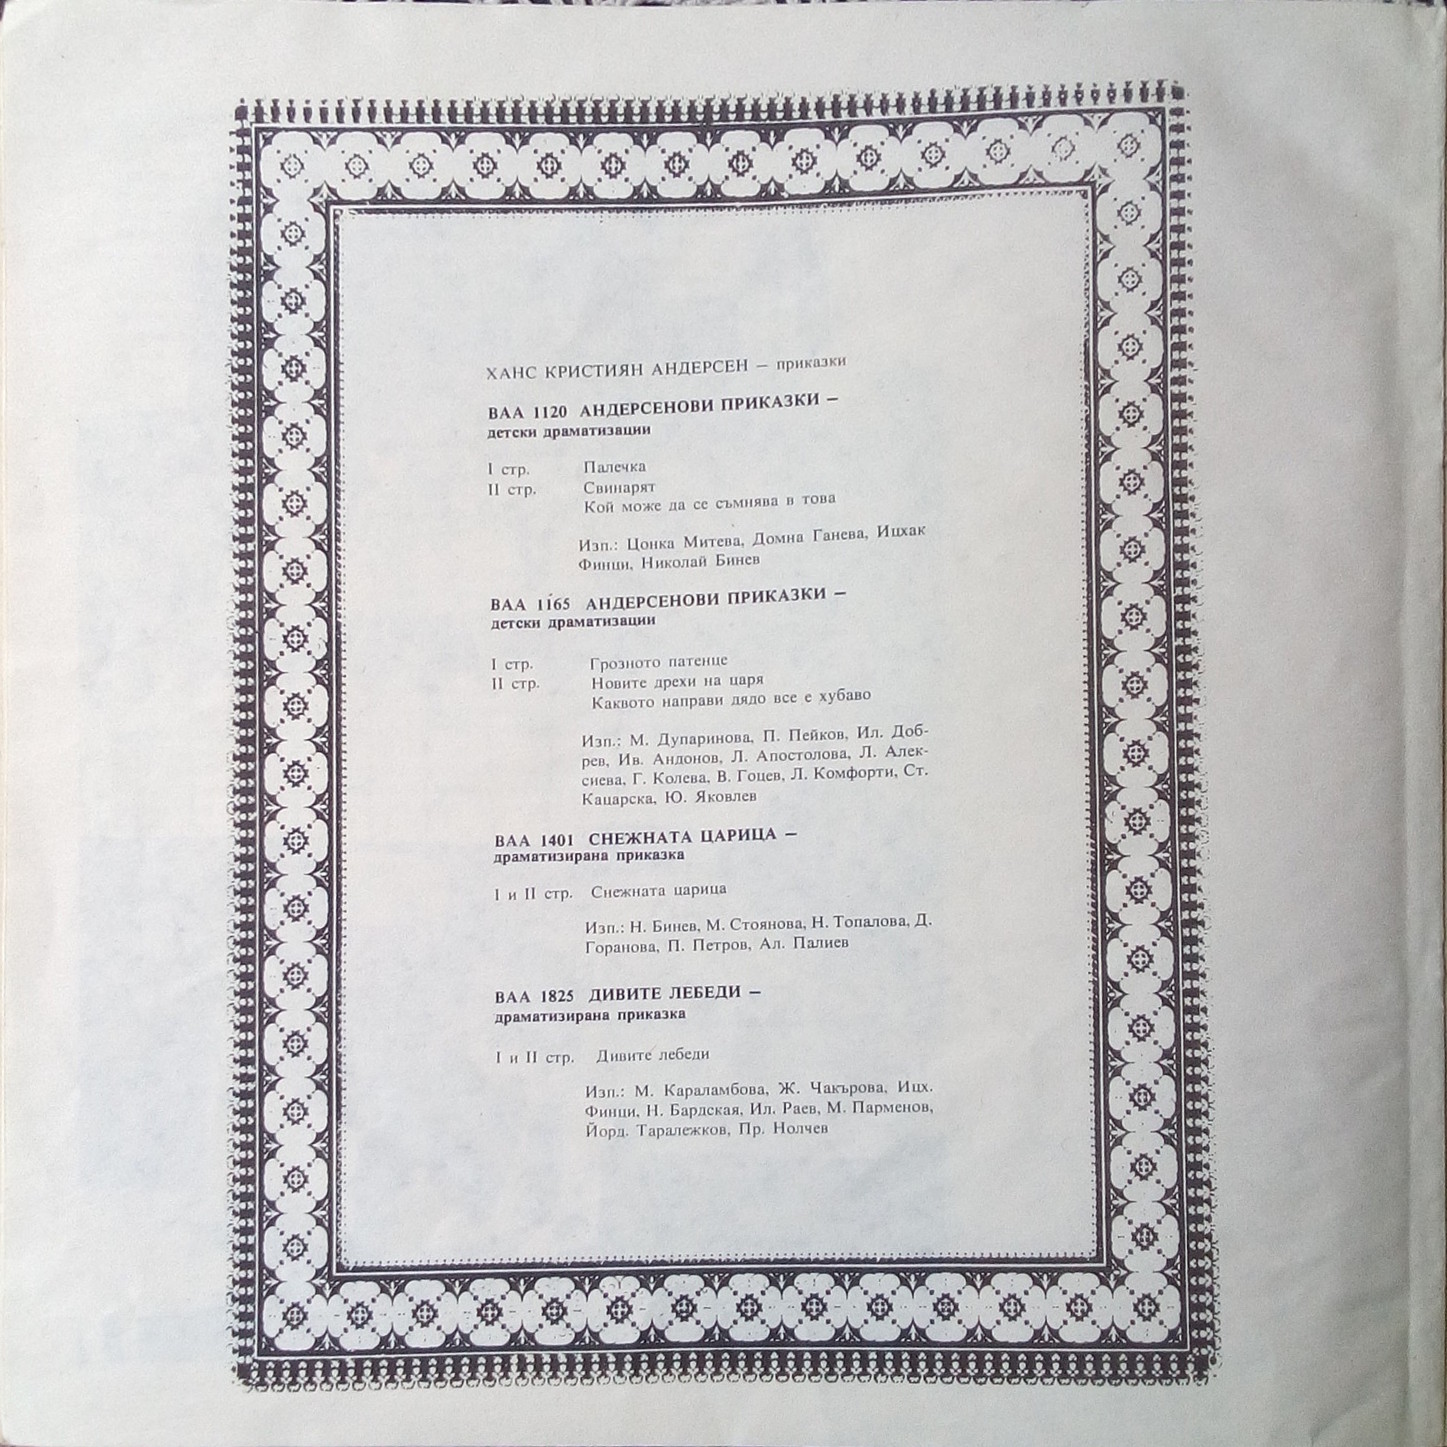 ХАНС КРИСТИЯН АНДЕРСЕН – приказки
ВАА 1120 АНДЕРСЕНОВИ ПРИКАЗКИ –
детски драматизации
I стр. Палечка
II стр. Свинарят
Кой може да се съмнява в това
Изп.: Цонка Митева, Домна Ганева, Ицхак
Финци, Николай Бинев
ВАА 1165 АНДЕРСЕНОВИ ПРИКАЗКИ –
детски драматизации
I стр. Грозното патенце
II стр. Новите дрехи на царя
Каквото направи дядо все е хубаво
Изп.: М. Дупаринова, П. Пейков, Ил. Доб-
рев, Ив. Андонов, Л. Апостолова, Л. Алек-
сиева, Г. Колева, В. Гоцев, Л. Комфорти, Ст.
Кацарска, Ю. Яковлев
ВАА 1401 СНЕЖНАТА ЦАРИЦА –
драматизирана приказка
I и II стр. Снежната царица
Изп.: Н. Бинев, М. Стоянова, Н. Топалова, Д.
Горанова, П. Петров, Ал. Палиев
ВАА 1825 ДИВИТЕ ЛЕБЕДИ –
драматизирана приказка
I и II стр. Дивите лебеди
Изп.: М. Караламбова, Ж. Чакърова, Ицх.
Финци, Н. Бардская, Ил. Раев, М. Парменов,
Йорд. Таралежков, Пр. Нолчев